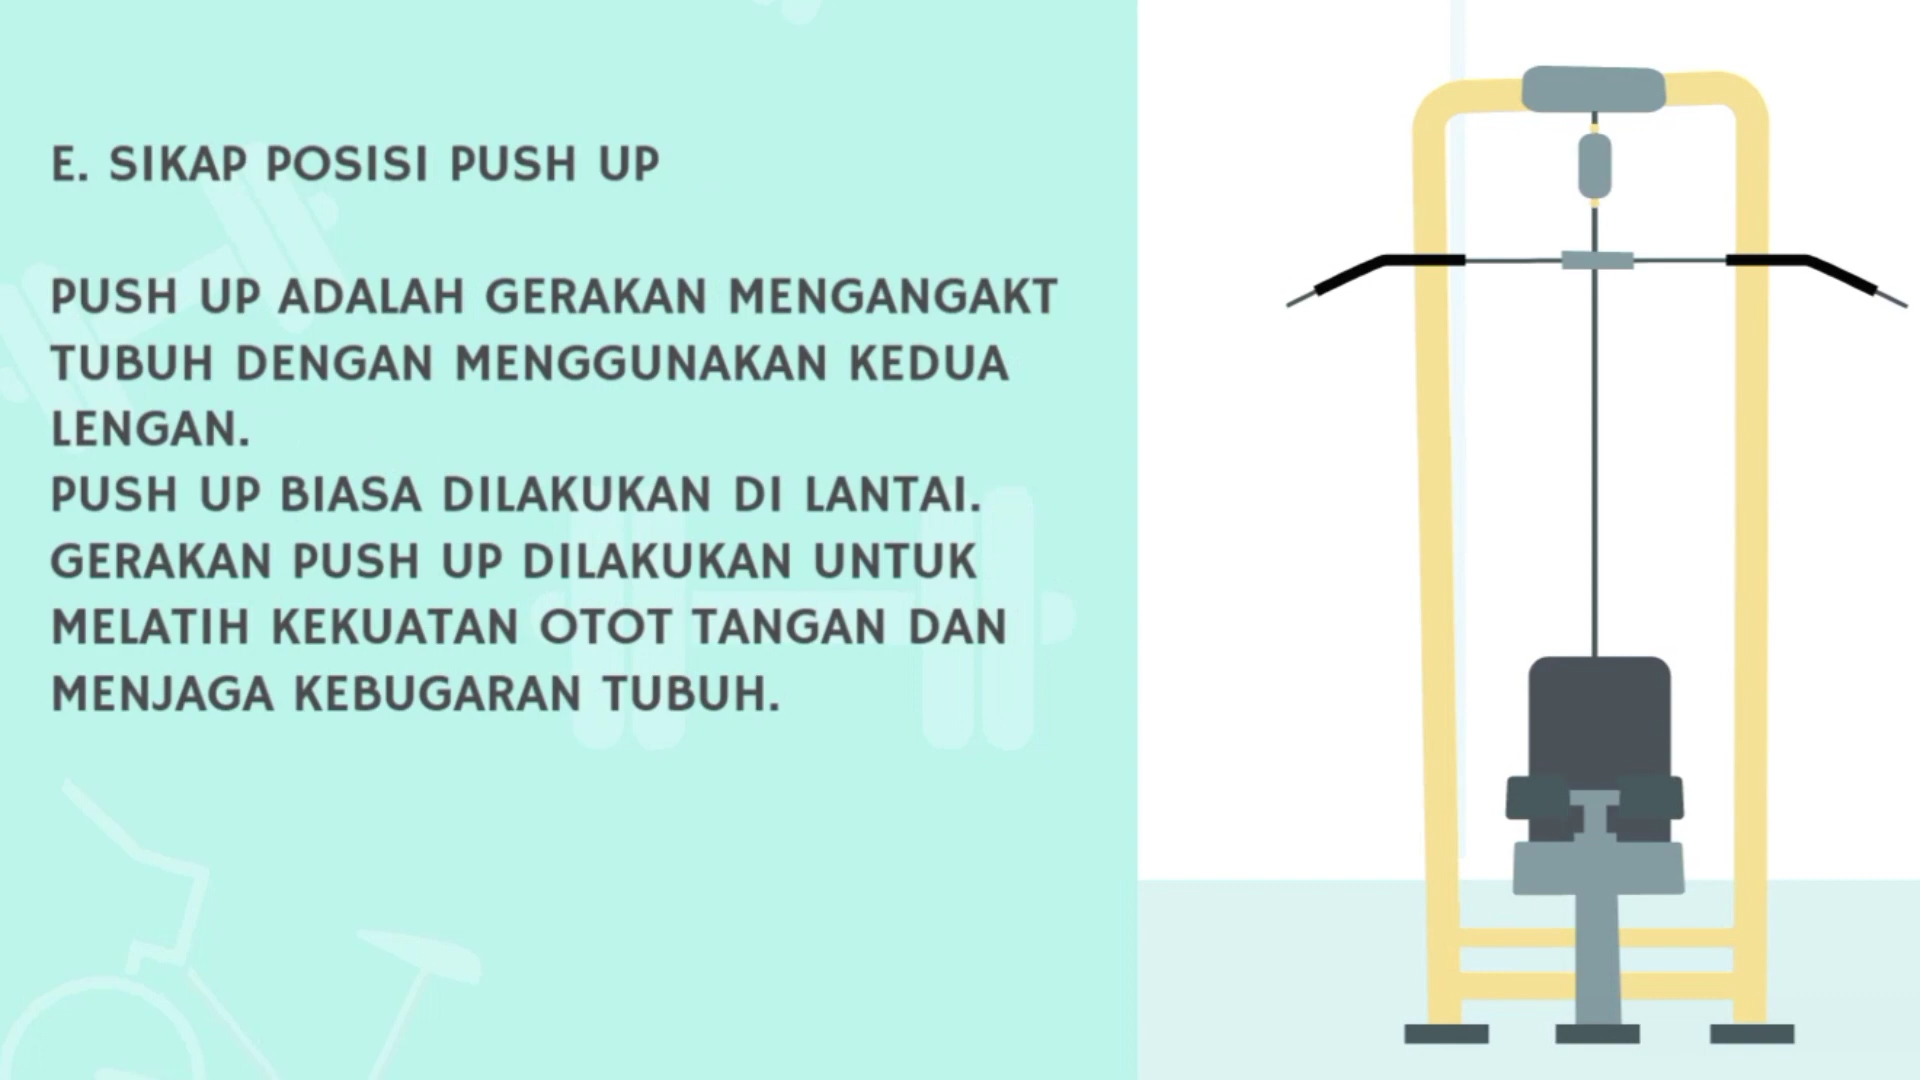 E. SIKAP POSISI PUSH UP
PUSH UP ADALAH GERAKAN MENGANGAKT
TUBUH DENGAN MENGGUNAKAN KEDUA
LENGAN.
PUSH UP BIASA DILAKUKAN DI LANTAI.
GERAKAN PUSH UP DILAKUKAN UNTUK
MELATIH KEKUATAN OTOT TANGAN DAN
MENJAGA KEBUGARAN TUBUH.